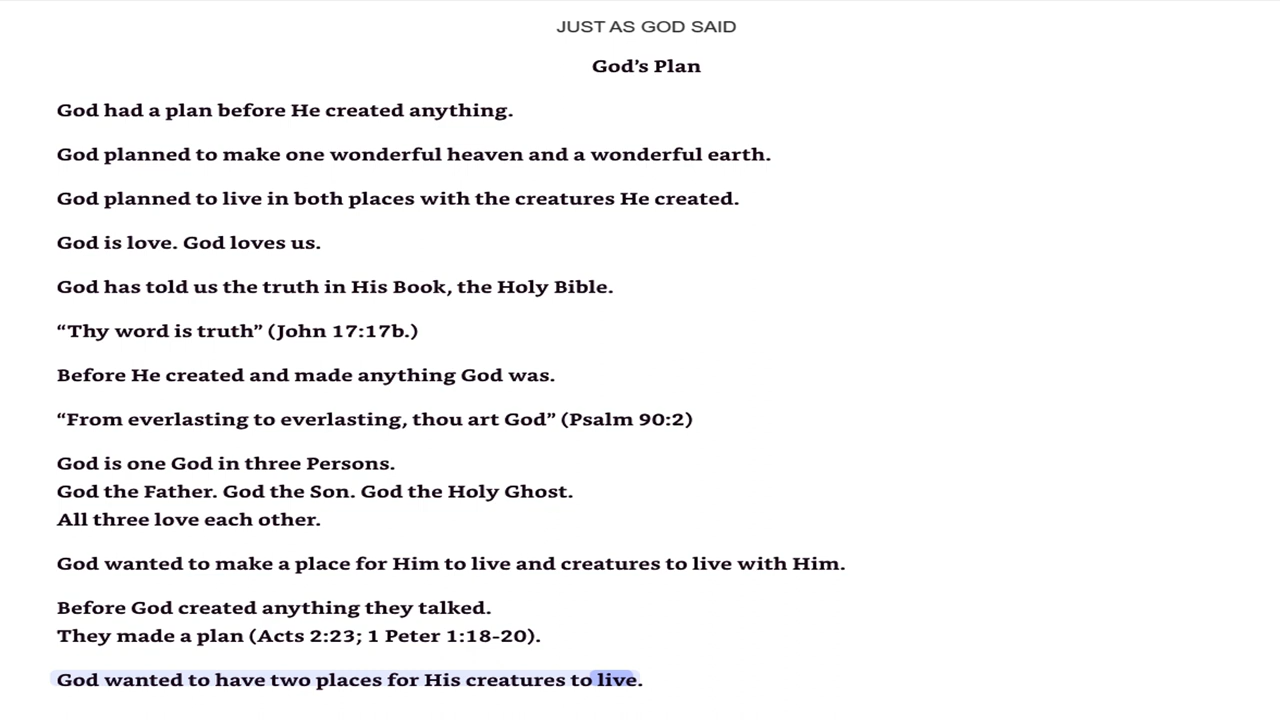 JUST AS GOD SAID
God’s Plan
God had a plan before He created anything.
God planned to make one wonderful heaven and a wonderful earth.
God planned to live in both places with the creatures He created.
God is love. God loves us.
God has told us the truth in His Book, the Holy Bible.
“Thy word is truth” (John 17:17b.)
Before He created and made anything God was.
“From everlasting to everlasting, thou art God” (Psalm 90:2)
God is one God in three Persons.
God the Father. God the Son. God the Holy Ghost.
All three love each other.
God wanted to make a place for Him to live and creatures to live with Him.
Before God created anything they talked.
They made a plan (Acts 2:23; 1 Peter 1:18-20).
God wanted to have two places for His creatures to live.